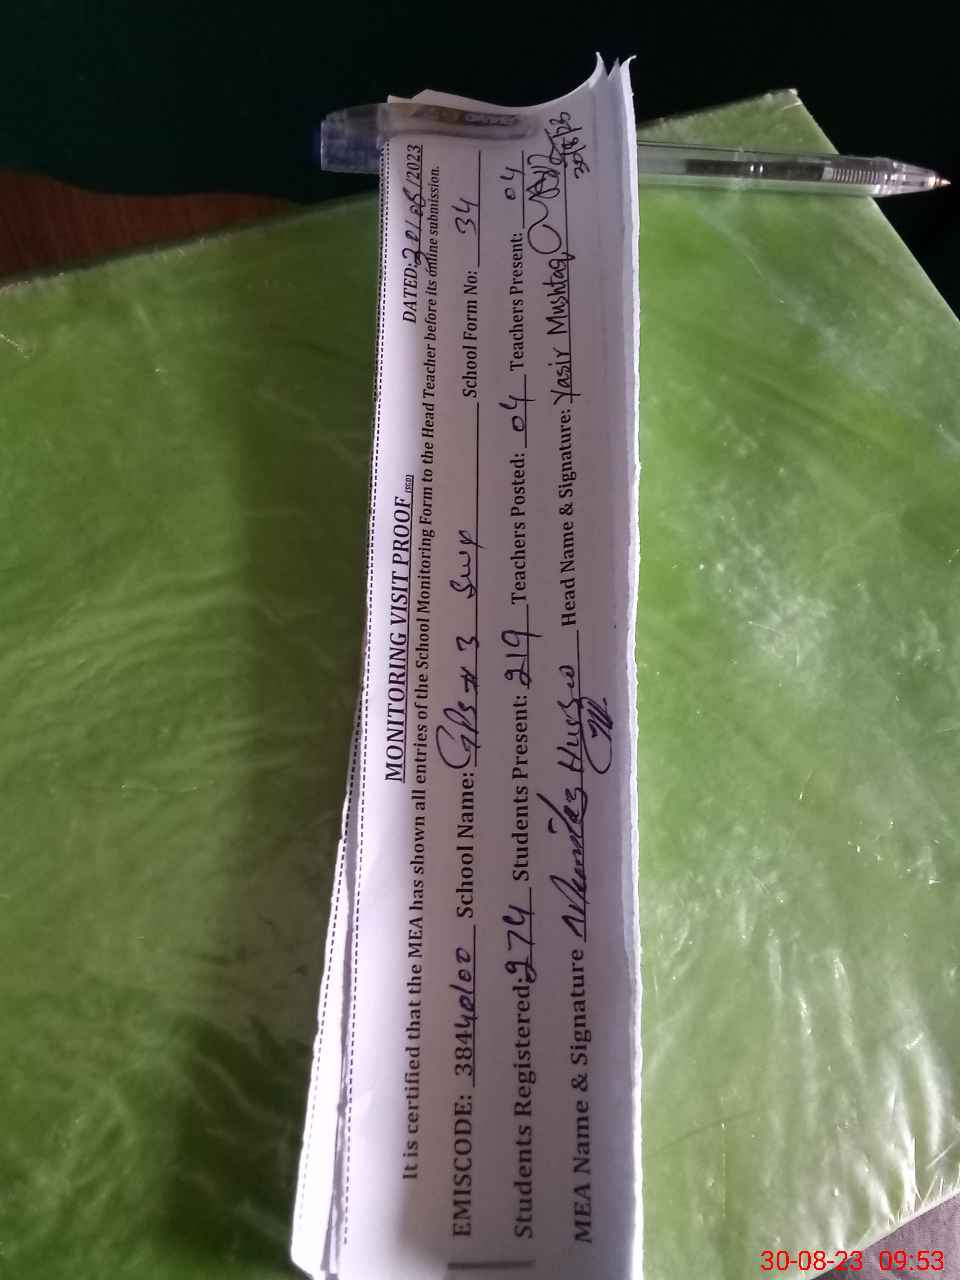 DATED: 30/08/2023
MONITORING VISIT PROOF
It is certified that the MEA has shown all entries of the School Monitoring Form to the Head Teacher before its online submission.
EMISCODE: 38440100 School Name: GPS # 3 Swp School Form No: 34
Students Registered: 274 Students Present: 219 Teachers Posted: 04 Teachers Present: 04
MEA Name & Signature Head Name & Signature: Yasir Mushtaq
30/8/23
30-08-23 09:53